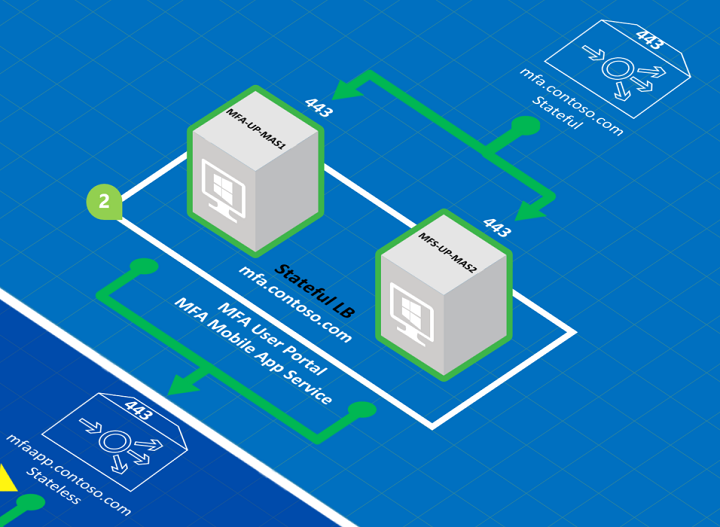 443
mfa.contoso.com
Stateful
443
MFA-UP-MAS1
2
443
MFS-UP-MAS2
Stateful LB
mfa.contoso.com
MFA User Portal
MFA Mobile App Service
443
mfaapp.contoso.com
Stateless